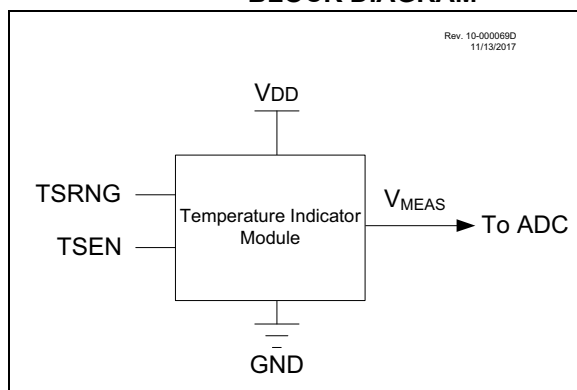 BLOCK DIAGRAM
Rev. 10-000069D
11/13/2017
VDD
TSRNG
TSEN
Temperature Indicator
Module
VMEAS
To ADC
GND